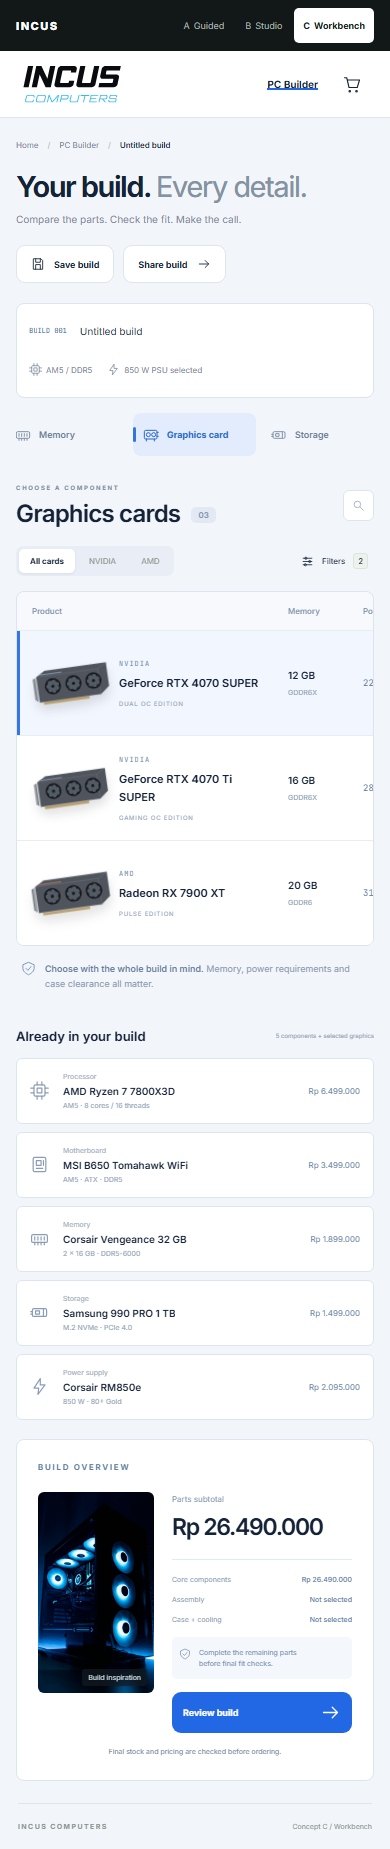 INCUS
A Guided
B Studio
C Workbench
INCUS
COMPUTERS
PC Builder
Home / PC Builder / Untitled build
Your build. Every detail.
Compare the parts. Check the fit. Make the call.
Save build
Share build
BUILD 001 Untitled build
AM5 / DDR5
850 W PSU selected
Memory
Graphics card
Storage
CHOOSE A COMPONENT
Graphics cards 03
All cards
NVIDIA
AMD
Filters 2
Product
Memory
Po
NVIDIA
GeForce RTX 4070 SUPER
DUAL OC EDITION
12 GB
GDDR6X
22
NVIDIA
GeForce RTX 4070 Ti
SUPER
GAMING OC EDITION
16 GB
GDDR6X
28
AMD
Radeon RX 7900 XT
PULSE EDITION
20 GB
GDDR6
31
Choose with the whole build in mind. Memory, power requirements and
case clearance all matter.
Already in your build
5 components + selected graphics
Processor
AMD Ryzen 7 7800X3D
AM5 · 8 cores / 16 threads
Rp 6.499.000
Motherboard
MSI B650 Tomahawk WiFi
AM5 · ATX · DDR5
Rp 3.499.000
Memory
Corsair Vengeance 32 GB
2 × 16 GB · DDR5-6000
Rp 1.899.000
Storage
Samsung 990 PRO 1 TB
M.2 NVMe · PCIe 4.0
Rp 1.499.000
Power supply
Corsair RM850e
850 W · 80+ Gold
Rp 2.095.000
BUILD OVERVIEW
Build inspiration
Parts subtotal
Rp 26.490.000
Core components Rp 26.490.000
Assembly Not selected
Case + cooling Not selected
Complete the remaining parts
before final fit checks.
Review build
Final stock and pricing are checked before ordering.
INCUS COMPUTERS
Concept C / Workbench